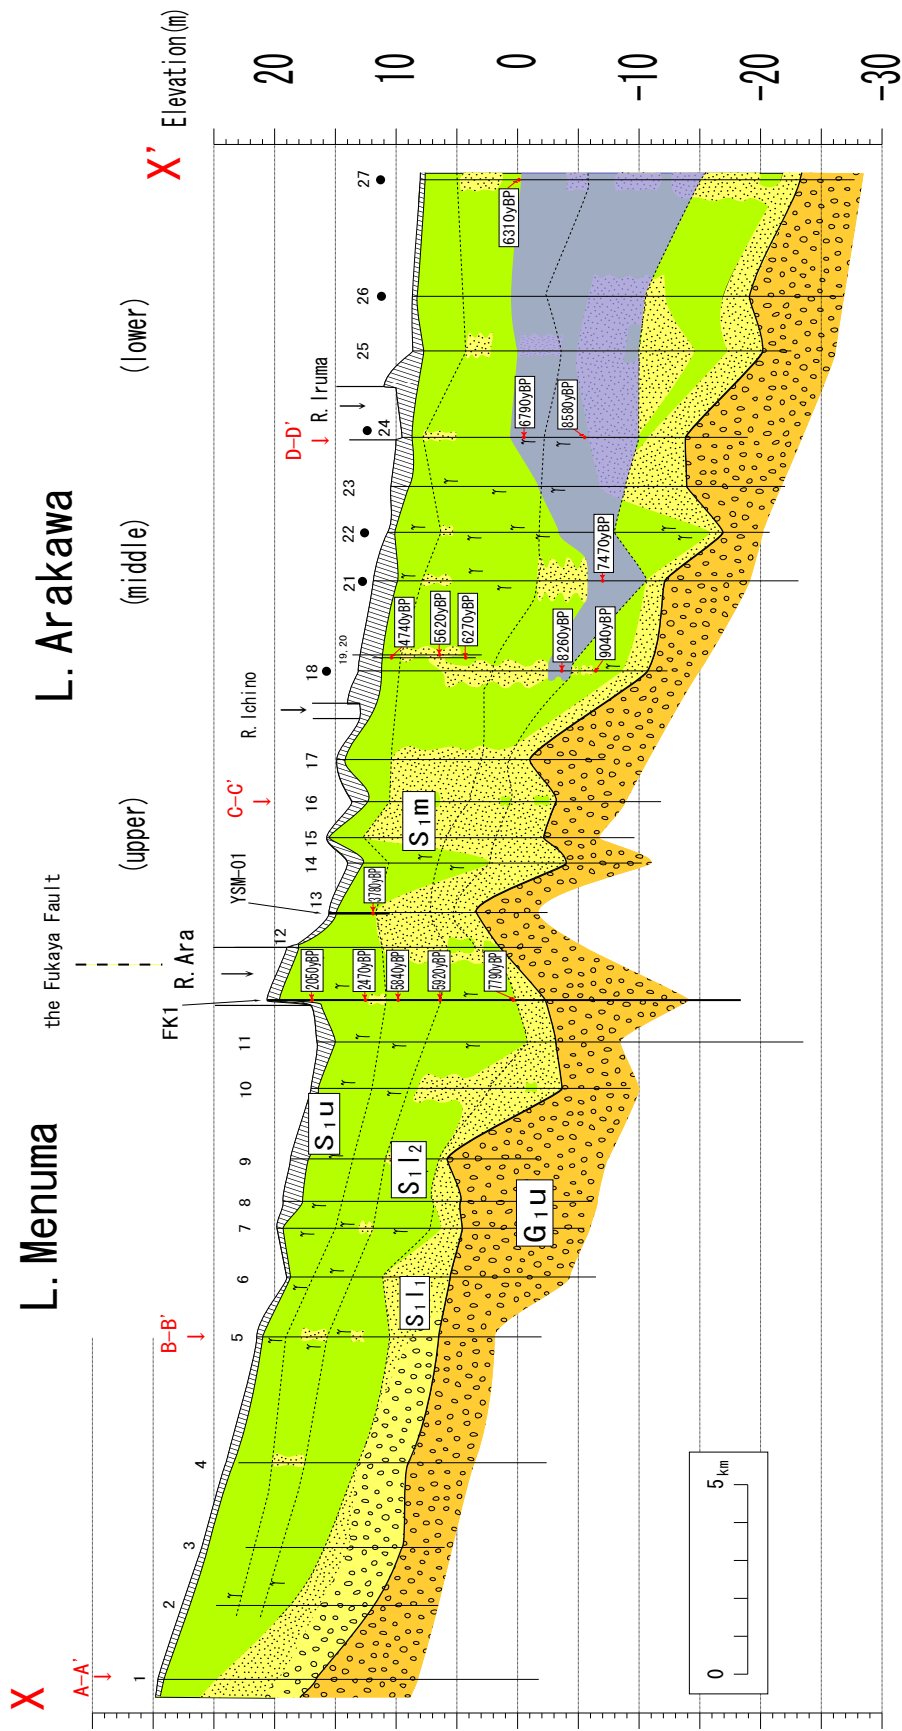 L. Menuma
L. Arakawa
the Fukaya Fault
(upper)
(middle)
(lower)
X
X'
Elevation(m)
A-A'
B-B'
C-C'
D-D'
FK1
R. Ara
YSM-01
R. Ichino
R. Iruma
1
2
3
4
5
6
7
8
9
10
11
12
13
14
15
16
17
18
19, 20
21
22
23
24
25
26
27
20
10
0
-10
-20
-30
2050yBP
2470yBP
5840yBP
5920yBP
7790yBP
3780yBP
4740yBP
5620yBP
6270yBP
8260yBP
9040yBP
7470yBP
6790yBP
8580yBP
6310yBP
S₁u
S₁l₂
S₁l₁
S₁m
G₁u
0
5km